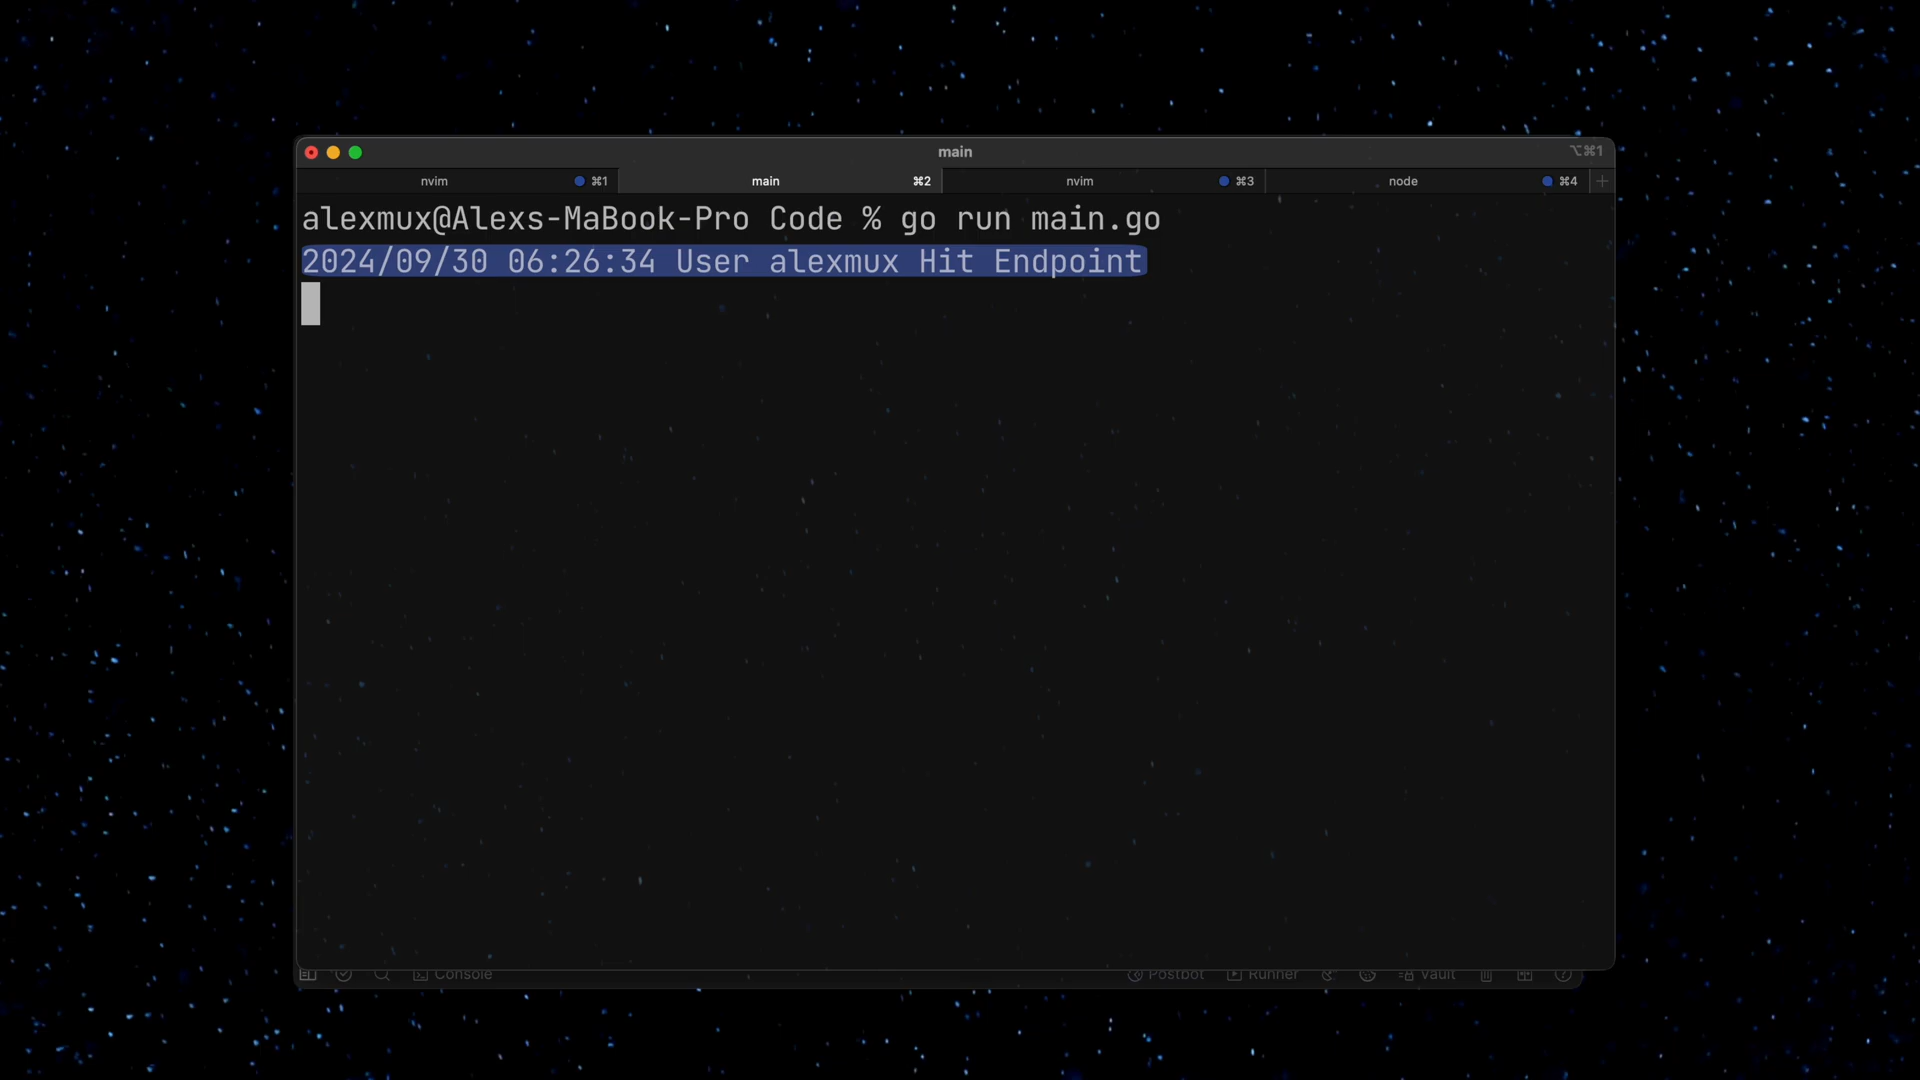 main
⌥⌘1
nvim ⌘1 main ⌘2 nvim ⌘3 node ⌘4
alexmux@Alexs-MaBook-Pro Code % go run main.go
2024/09/30 06:26:34 User alexmux Hit Endpoint
Console Postbot Runner Vault